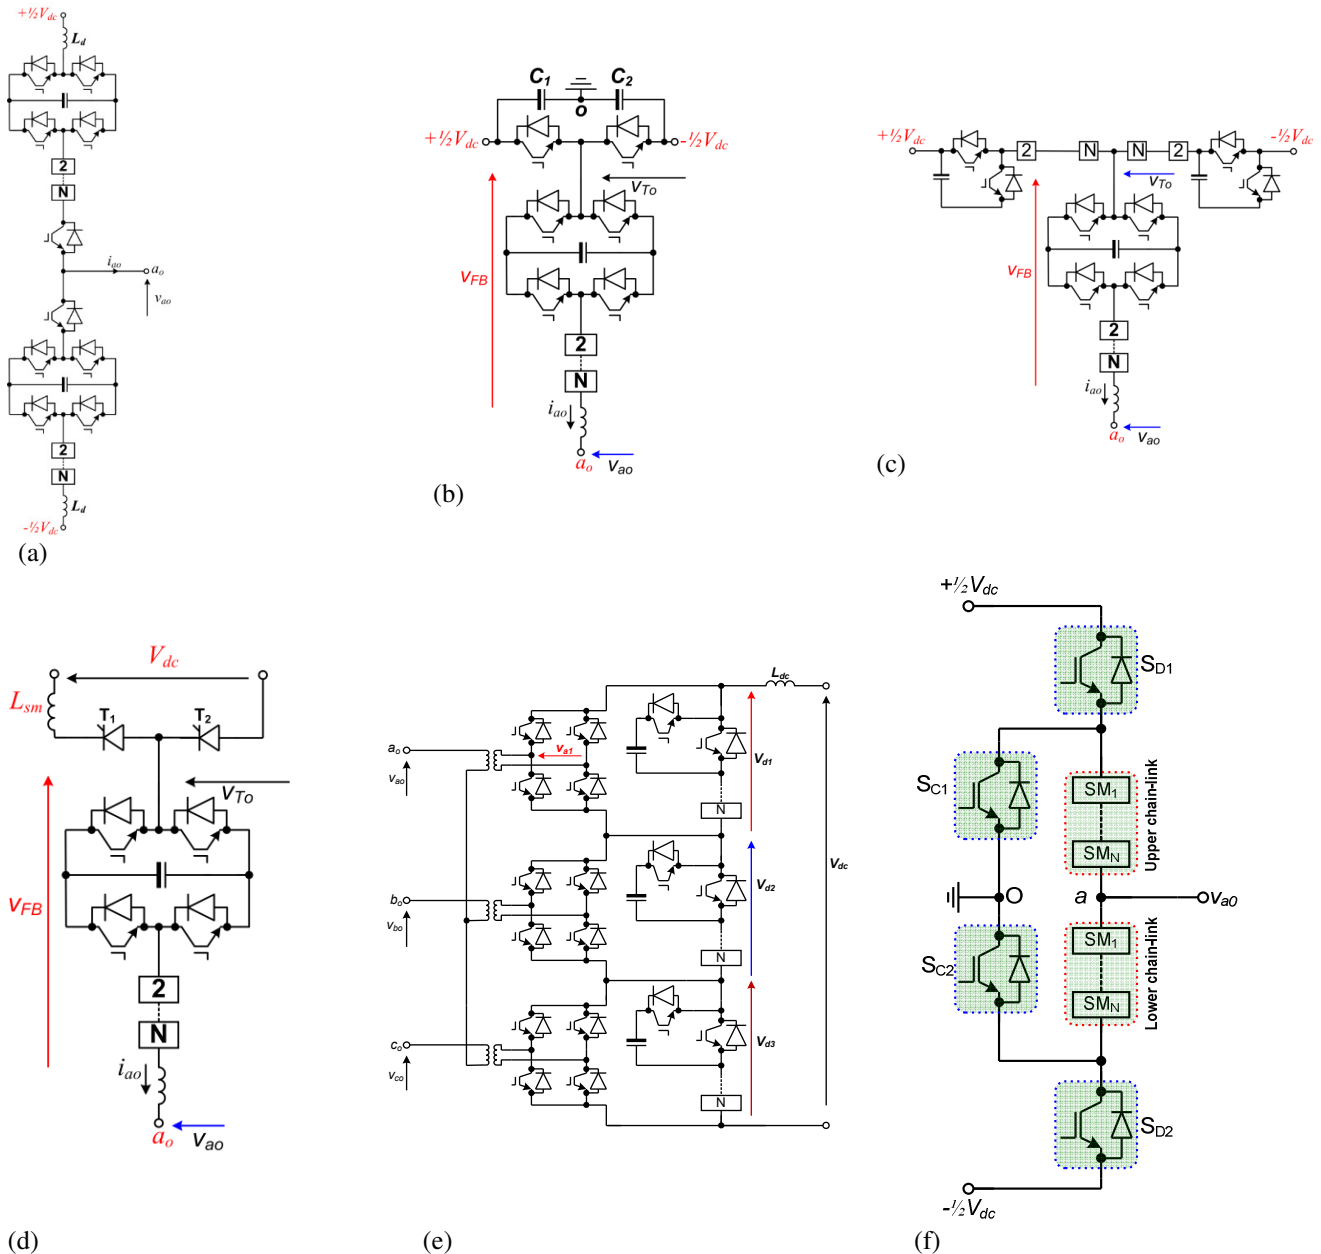 +½Vdc
Ld
2
N
iao
ao
vao
2
N
Ld
-½Vdc
(a)
C1
C2
o
+½Vdc
-½Vdc
vTo
vFB
2
N
iao
ao
vao
(b)
+½Vdc
2
N
N
2
-½Vdc
vTo
vFB
2
N
iao
ao
vao
(c)
Vdc
Lsm
T1
T2
vTo
vFB
2
N
iao
ao
vao
(d)
Ldc
ao
vao
va1
Vd1
N
bo
vbo
Vd2
Vdc
N
co
vco
Vd3
N
(e)
+½Vdc
SD1
SC1
SM1
SMN
Upper chain-link
O
a
va0
SC2
SM1
SMN
Lower chain-link
SD2
-½Vdc
(f)